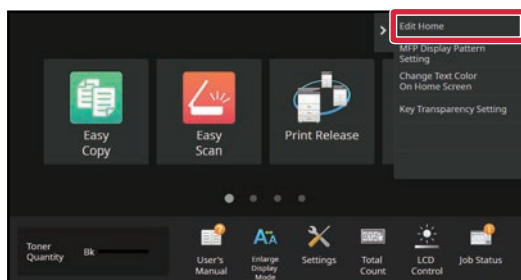 Edit Home
MFP Display Pattern
Setting
Change Text Color
On Home Screen
Key Transparency Setting
Easy
Copy
Easy
Scan
Print Release
Toner
Quantity
Bk
User's
Manual
Enlarge
Display
Mode
Settings
Total
Count
LCD
Control
Job Status